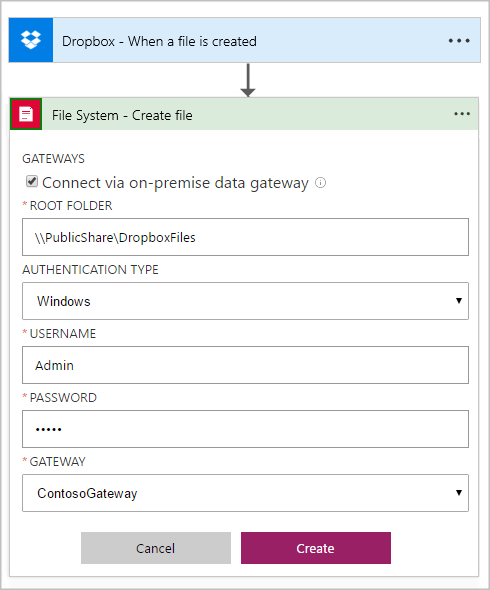 Dropbox - When a file is created
File System - Create file
GATEWAYS
Connect via on-premise data gateway
*ROOT FOLDER
\\PublicShare\DropboxFiles
AUTHENTICATION TYPE
Windows
*USERNAME
Admin
*PASSWORD
•••••
*GATEWAY
ContosoGateway
Cancel Create